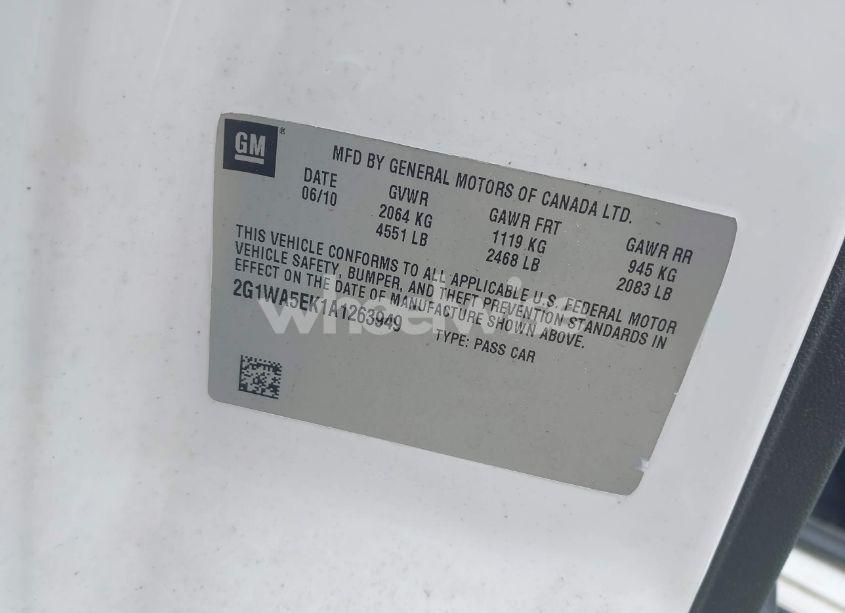 GM®
MFD BY GENERAL MOTORS OF CANADA LTD.
DATE GVWR GAWR FRT GAWR RR
06/10 2064 KG 1119 KG 945 KG
4551 LB 2468 LB 2083 LB
THIS VEHICLE CONFORMS TO ALL APPLICABLE U.S. FEDERAL MOTOR
VEHICLE SAFETY, BUMPER, AND THEFT PREVENTION STANDARDS IN
EFFECT ON THE DATE OF MANUFACTURE SHOWN ABOVE.
2G1WA5EK1A1263949 TYPE: PASS CAR
wheelwire